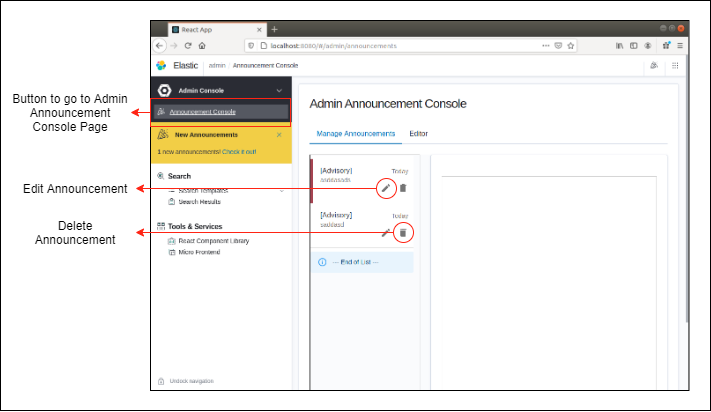 React App
localhost:8080/#/admin/announcements
Elastic
admin
Announcement Console
Button to go to Admin
Announcement
Console Page
Admin Console
Announcement Console
New Announcements
1 new announcements! Check it out!
Search
Search Templates
Search Results
Tools & Services
React Component Library
Micro Frontend
Undock navigation
Edit Announcement
Delete
Announcement
Admin Announcement Console
Manage Announcements
Editor
[Advisory]
Today
saddasdh
[Advisory]
Today
saddasd
--- End of List ---